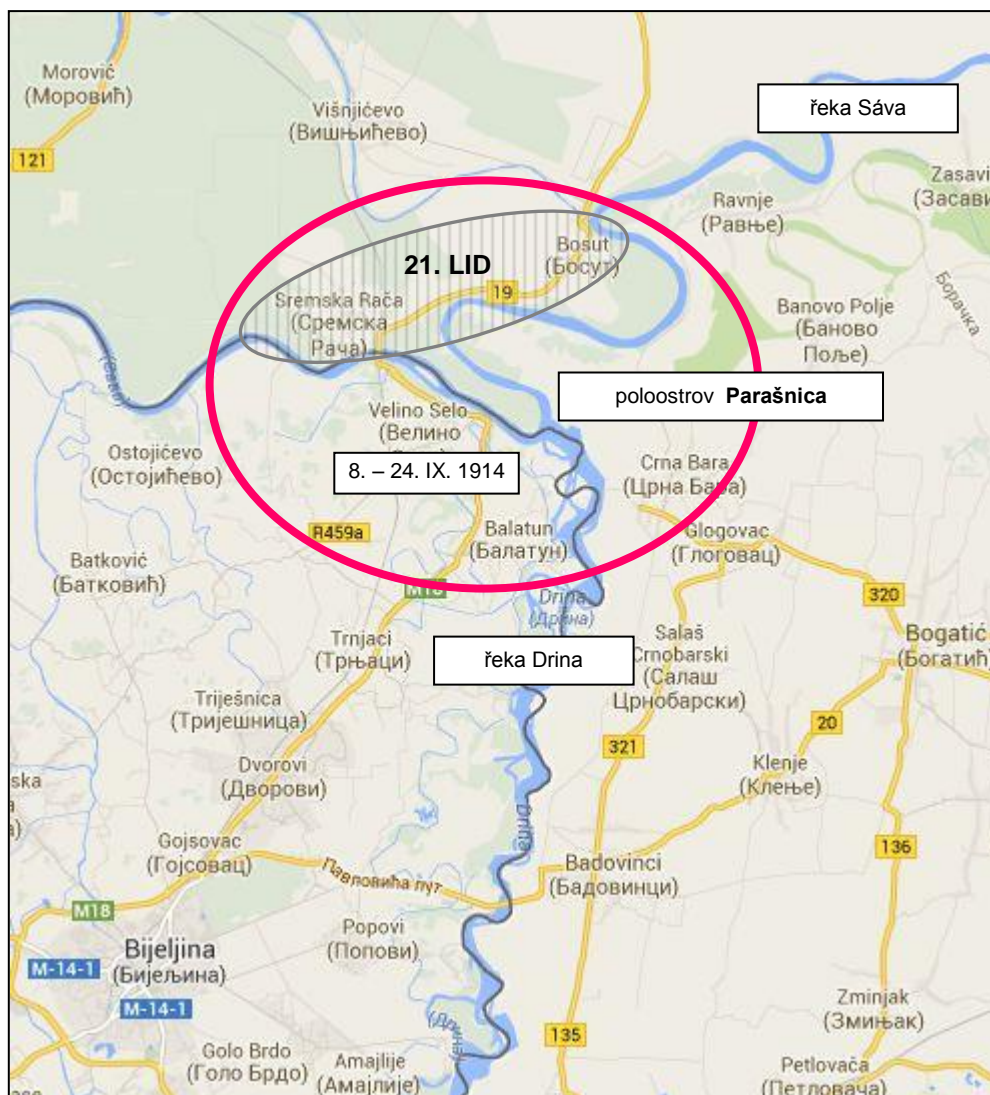 Morović
(Моровић)
121
Višnjićevo
(Вишњићево)
řeka Sáva
Zasavi
(Засави
Ravnje
(Равње)
21. LID
Bosut
(Босут)
19
Sremska Rača
(Сремска
Рача)
Banovo Polje
(Баново
Поље)
Борачка
poloostrov Parašnica
Velino Selo
(Велино
Ostojićevo
(Остојићево)
8. – 24. IX. 1914
Crna Bara
(Црна Бара)
R459a
Balatun
(Балатун)
Glogovac
(Глоговац)
Batković
(Батковић)
M18
Drina
(Дрина)
320
Trnjaci
(Трњаци)
řeka Drina
Salaš
Crnobarski
(Салаш
Црнобарски)
Bogatić
(Богатић)
Triješnica
(Тријешница)
20
321
Dvorovi
(Дворови)
Klenje
(Клење)
ska
Drina
Gojsovac
(Гојсовац)
136
Badovinci
(Бадовинци)
Павловића пут
M18
Popovi
(Попови)
Bijeljina
(Бијељина)
M-14-1
M-14-1
Zminjak
(Змињак)
135
Golo Brdo
(Голо Брдо)
Amajlije
(Амајлије)
Petlovača
(Петловача)